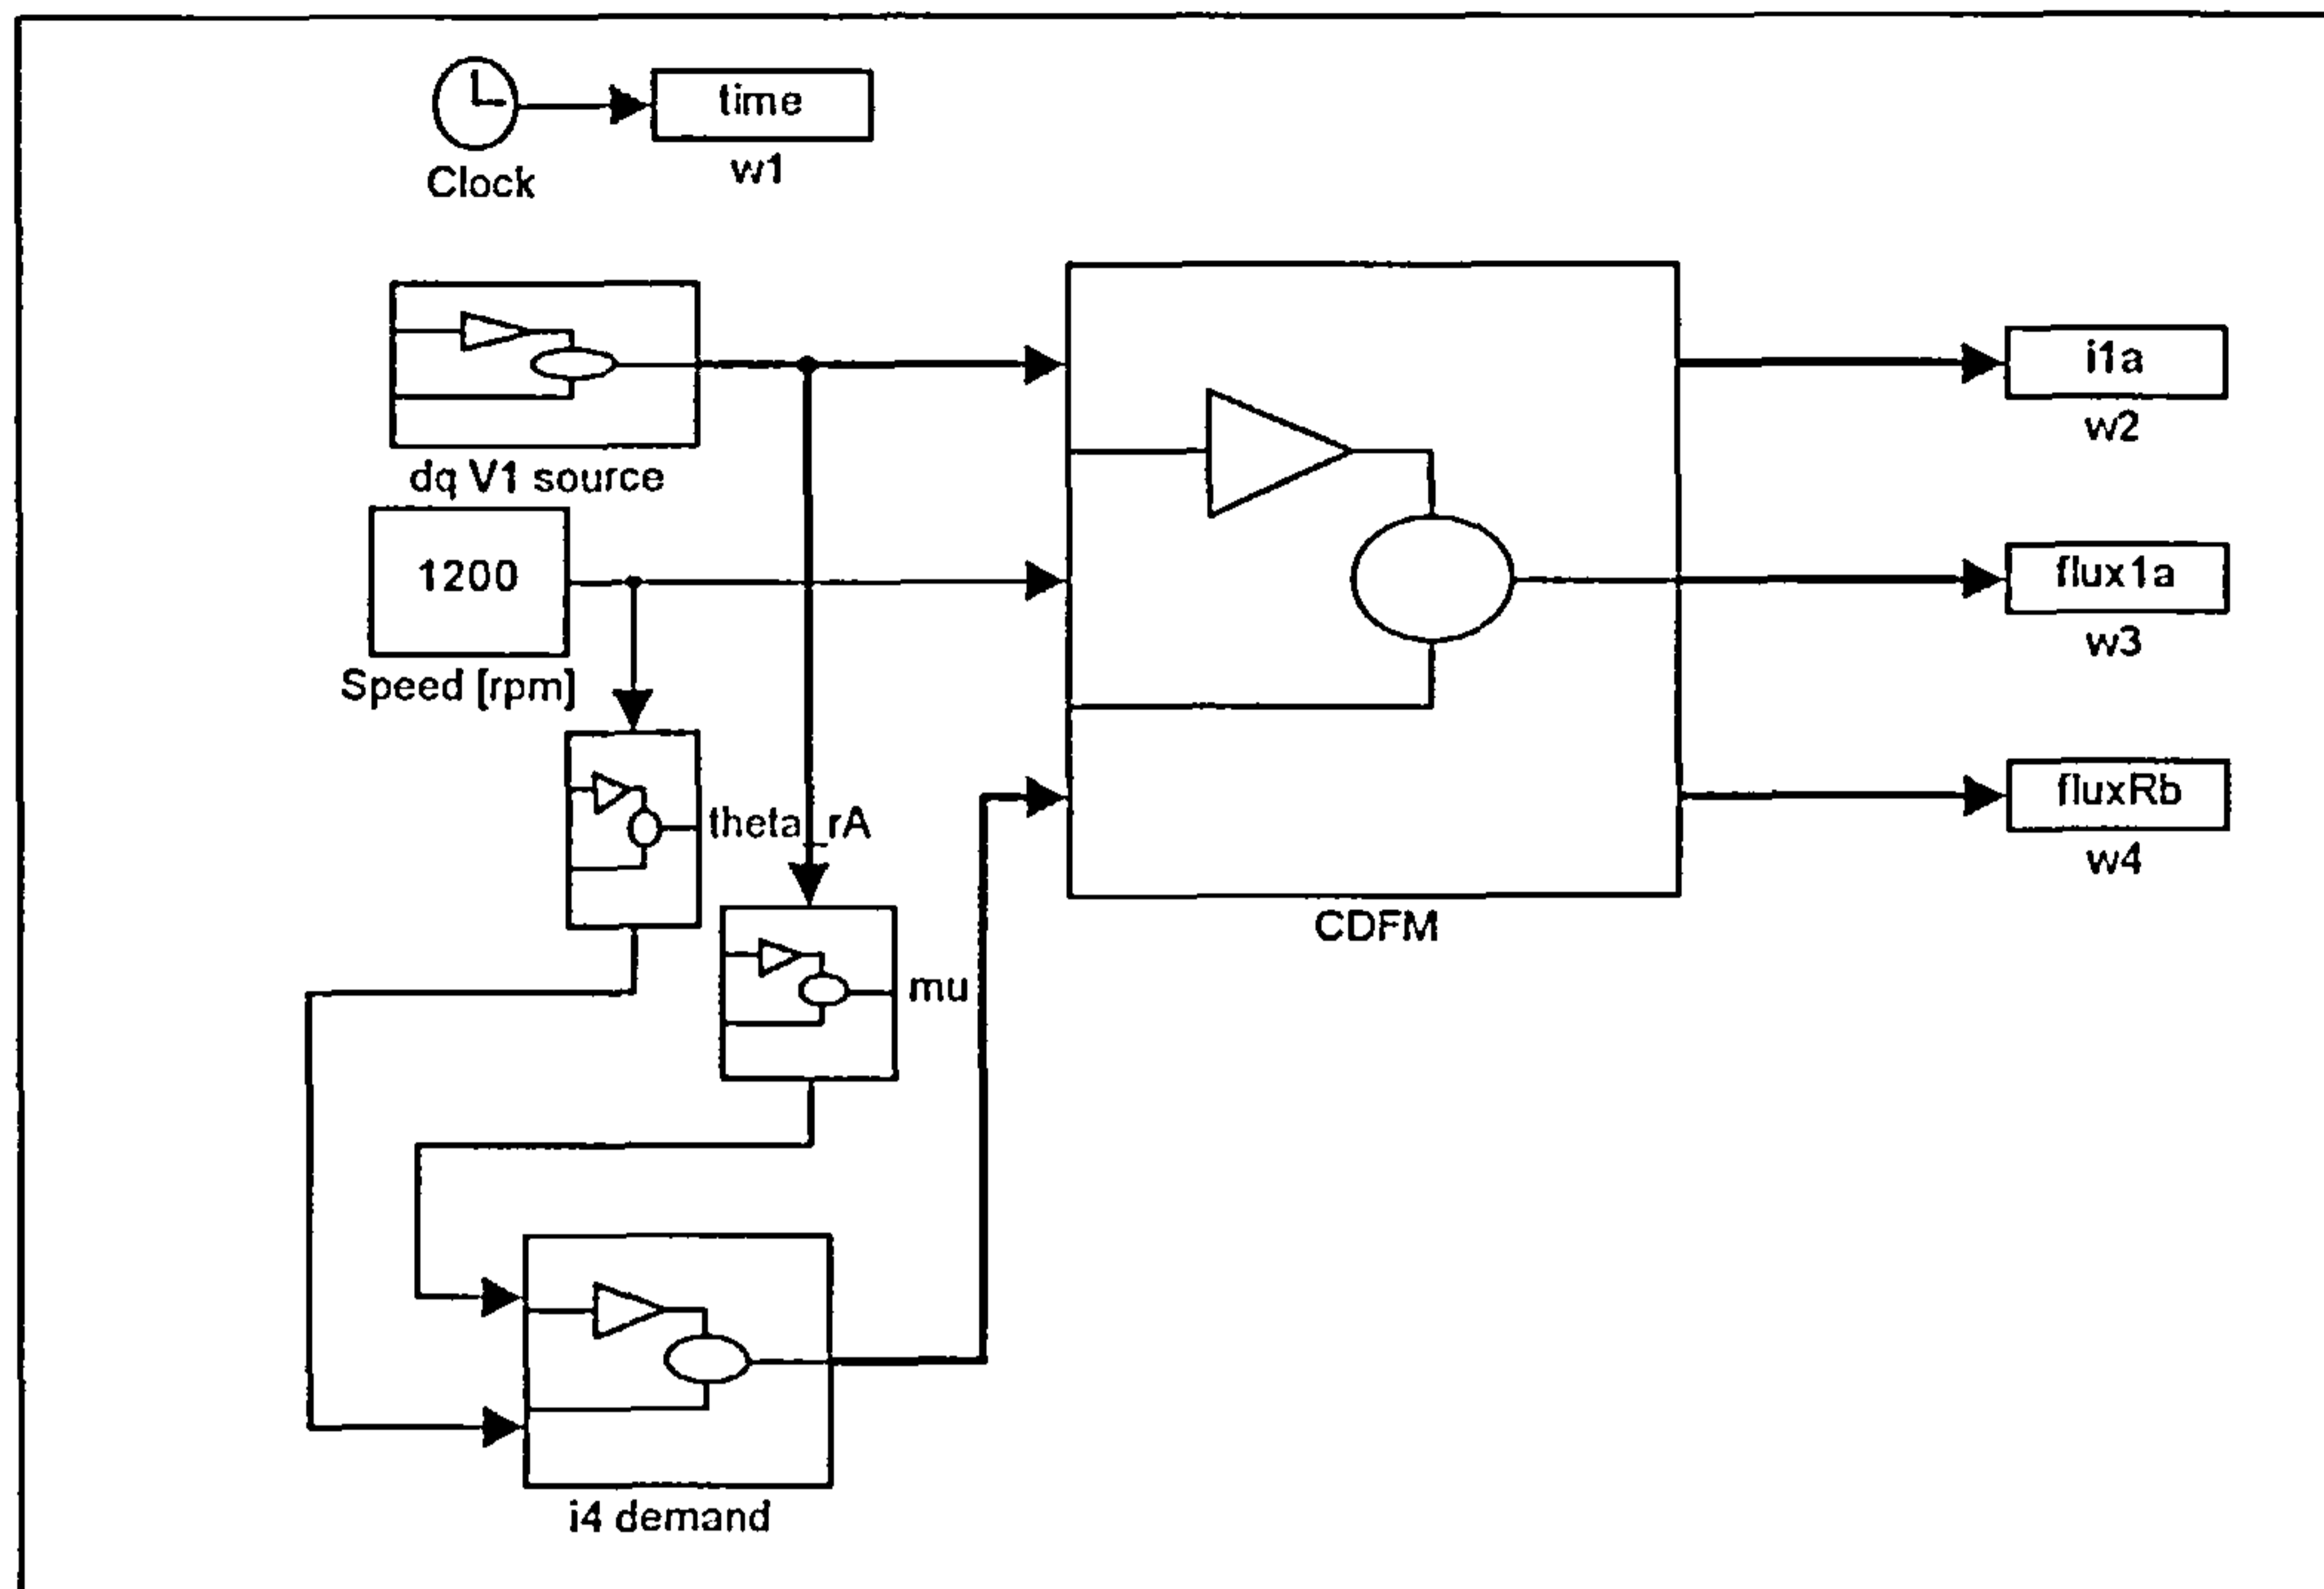 time
Clock
w1
dq V1 source
1200
Speed [rpm]
theta_rA
mu
i4 demand
CDFM
i1a
w2
flux1a
w3
fluxRb
w4